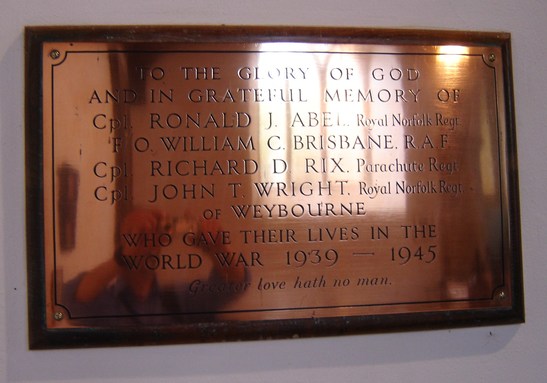 TO THE GLORY OF GOD
AND IN GRATEFUL MEMORY OF
Cpl. RONALD J. ABEL. Royal Norfolk Regt.
F.O. WILLIAM C. BRISBANE. R.A.F.
Cpl. RICHARD D. RIX. Parachute Regt.
Cpl. JOHN T. WRIGHT. Royal Norfolk Regt.
OF WEYBOURNE
WHO GAVE THEIR LIVES IN THE
WORLD WAR 1939 — 1945
Greater love hath no man.